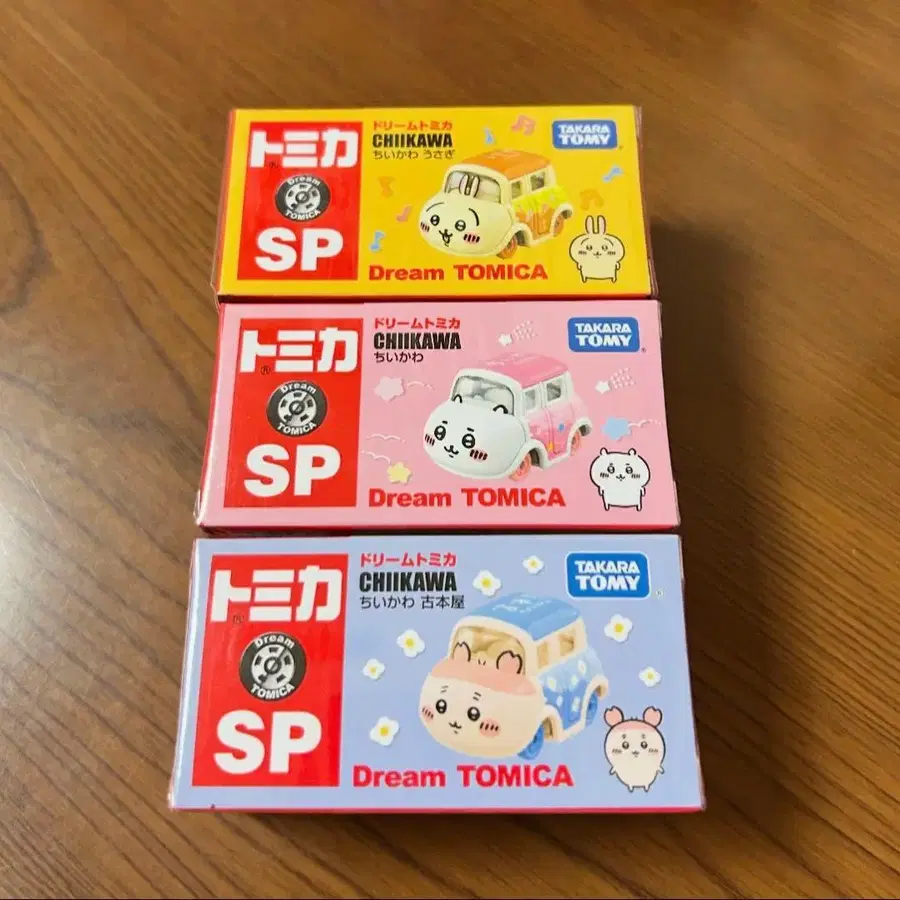 トミカ
Dream
TOMICA
SP
ドリームトミカ
CHIIKAWA
ちいかわ うさぎ
TAKARA
TOMY
Dream TOMICA
トミカ
Dream
TOMICA
SP
ドリームトミカ
CHIIKAWA
ちいかわ
TAKARA
TOMY
Dream TOMICA
トミカ
Dream
TOMICA
SP
ドリームトミカ
CHIIKAWA
ちいかわ 古本屋
TAKARA
TOMY
Dream TOMICA